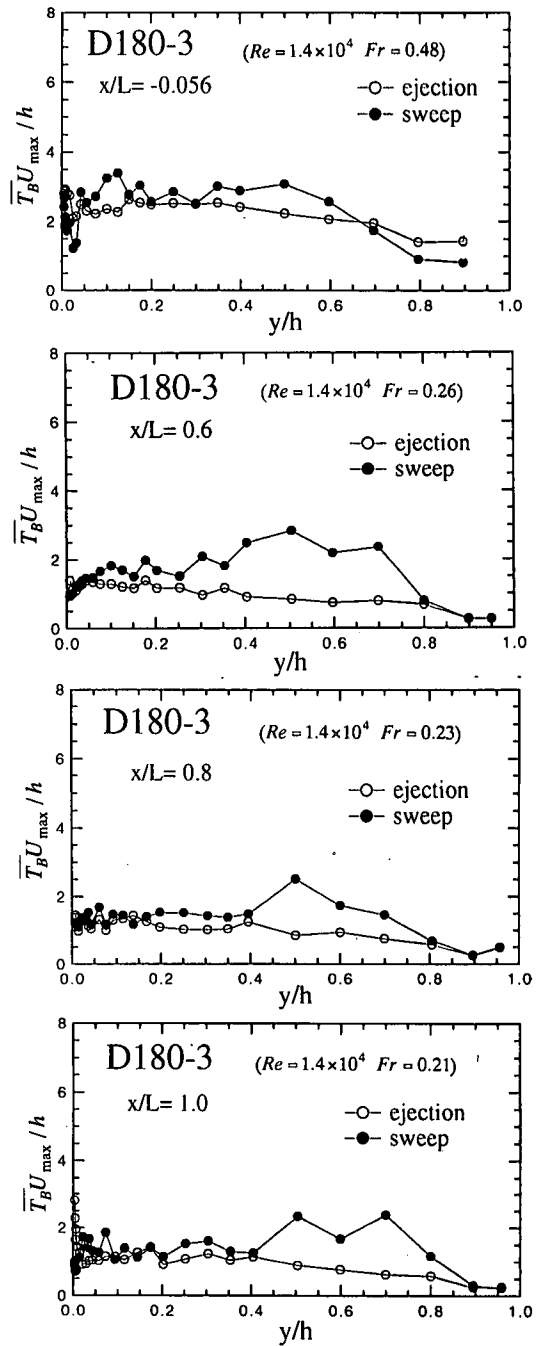 8
D180-3
(Re = 1.4×10⁴ Fr = 0.48)
x/L= -0.056
ejection
sweep
6
4
2
0
T̅_B U_max / h
0.0 0.2 0.4 0.6 0.8 1.0
y/h
8
D180-3
(Re = 1.4×10⁴ Fr = 0.26)
x/L= 0.6
ejection
sweep
6
4
2
0
T̅_B U_max / h
0.0 0.2 0.4 0.6 0.8 1.0
y/h
8
D180-3
(Re = 1.4×10⁴ Fr = 0.23)
x/L= 0.8
ejection
sweep
6
4
2
0
T̅_B U_max / h
0.0 0.2 0.4 0.6 0.8 1.0
y/h
8
D180-3
(Re = 1.4×10⁴ Fr = 0.21)
x/L= 1.0
ejection
sweep
6
4
2
0
T̅_B U_max / h
0.0 0.2 0.4 0.6 0.8 1.0
y/h